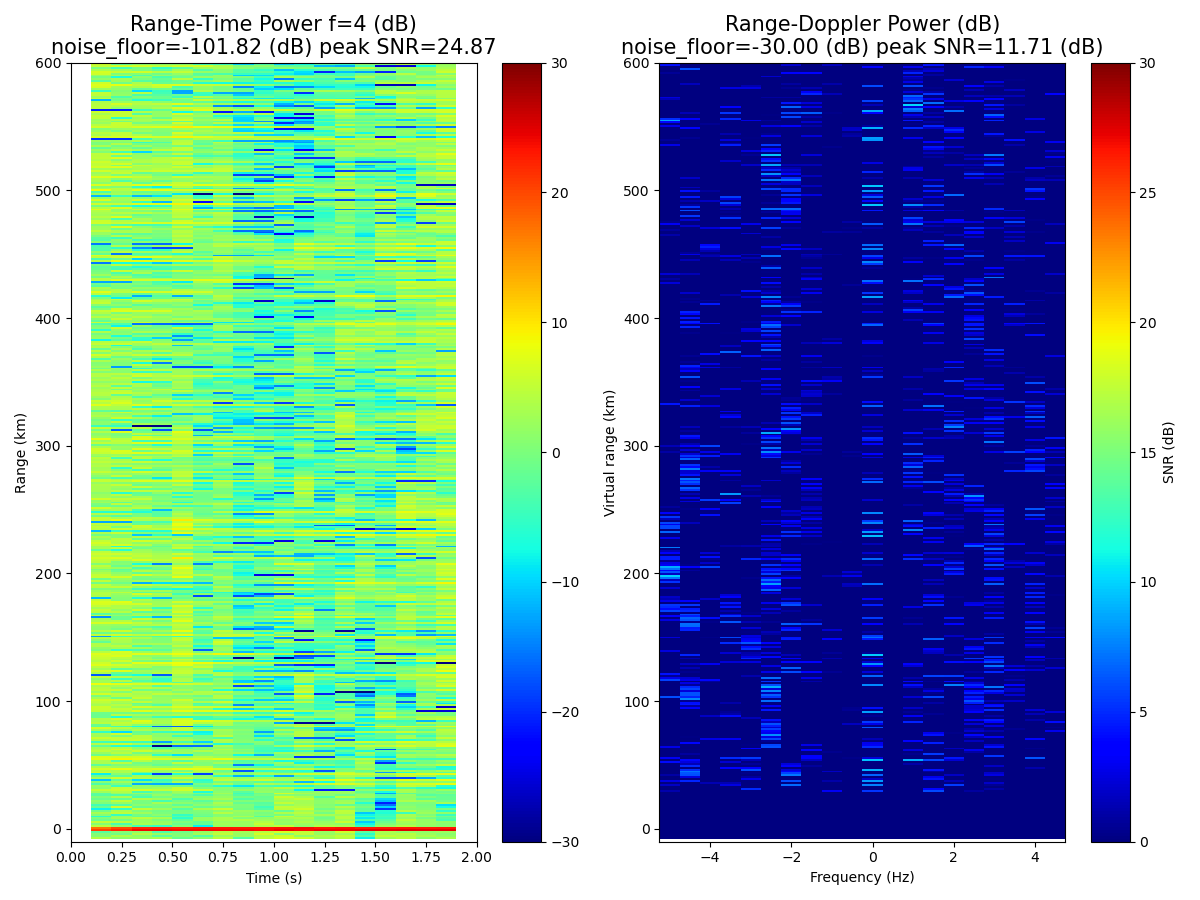 Range-Time Power f=4 (dB)
noise_floor=-101.82 (dB) peak SNR=24.87
600
500
400
300
200
100
0
Range (km)
0.00 0.25 0.50 0.75 1.00 1.25 1.50 1.75 2.00
Time (s)
30
20
10
0
−10
−20
−30
Range-Doppler Power (dB)
noise_floor=-30.00 (dB) peak SNR=11.71 (dB)
600
500
400
300
200
100
0
Virtual range (km)
−4 −2 0 2 4
Frequency (Hz)
30
25
20
15
10
5
0
SNR (dB)